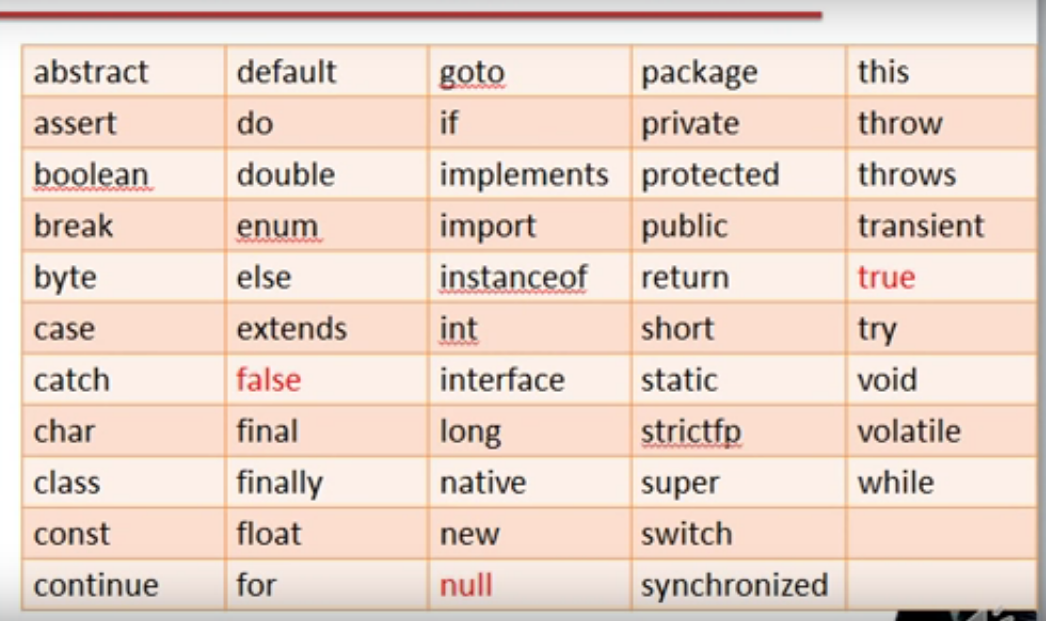 abstract default goto package this
assert do if private throw
boolean double implements protected throws
break enum import public transient
byte else instanceof return true
case extends int short try
catch false interface static void
char final long strictfp volatile
class finally native super while
const float new switch
continue for null synchronized